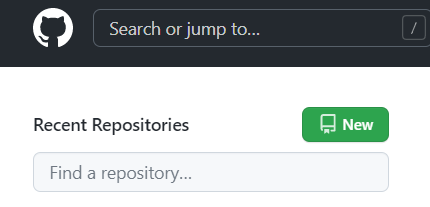 Search or jump to... /
Recent Repositories New
Find a repository...